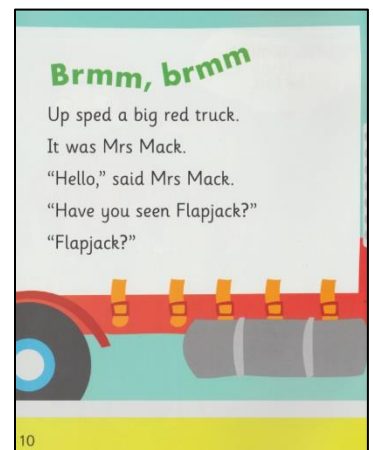 Brmm, brmm
Up sped a big red truck.
It was Mrs Mack.
“Hello,” said Mrs Mack.
“Have you seen Flapjack?”
“Flapjack?”
10